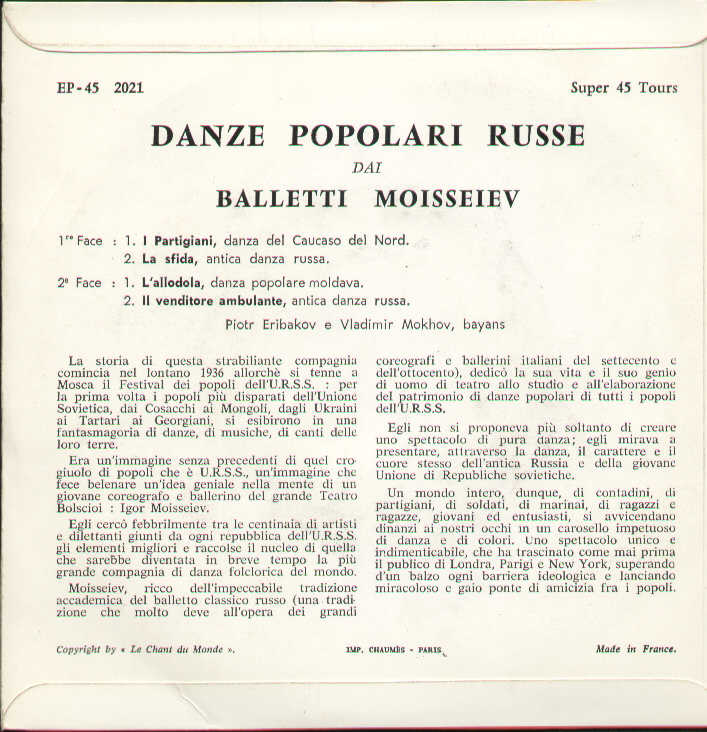 EP-45 2021
Super 45 Tours
DANZE POPOLARI RUSSE
DAI
BALLETTI MOISSEIEV
1re Face : 1. I Partigiani, danza del Caucaso del Nord.
2. La sfida, antica danza russa.
2e Face : 1. L'allodola, danza popolare moldava.
2. Il venditore ambulante, antica danza russa.
Piotr Eribakov e Vladimir Mokhov, bayans
La storia di questa strabiliante compagnia
comincia nel lontano 1936 allorchè si tenne a
Mosca il Festival dei popoli dell'U.R.S.S. : per
la prima volta i popoli più disparati dell'Unione
Sovietica, dai Cosacchi ai Mongoli, dagli Ukraini
ai Tartari ai Georgiani, si esibirono in una
fantasmagoria di danze, di musiche, di canti delle
loro terre.
Era un'immagine senza precedenti di quel cro-
giuolo di popoli che è U.R.S.S., un'immagine che
fece belenare un'idea geniale nella mente di un
giovane coreografo e ballerino del grande Teatro
Bolscioi : Igor Moisseiev.
Egli cercò febbrilmente tra le centinaia di artisti
e dilettanti giunti da ogni repubblica dell'U.R.S.S.
gli elementi migliori e raccolse il nucleo di quella
che sarebbe diventata in breve tempo la più
grande compagnia di danza folclorica del mondo.
Moisseiev, ricco dell'impeccabile tradizione
accademica del balletto classico russo (una tradi-
zione che molto deve all'opera dei grandi
coreografi e ballerini italiani del settecento e
dell'ottocento), dedicò la sua vita e il suo genio
di uomo di teatro allo studio e all'elaborazione
del patrimonio di danze popolari di tutti i popoli
dell'U.R.S.S.
Egli non si proponeva più soltanto di creare
uno spettacolo di pura danza; egli mirava a
presentare, attraverso la danza, il carattere e il
cuore stesso dell'antica Russia e della giovane
Unione di Republiche sovietiche.
Un mondo intero, dunque, di contadini, di
partigiani, di soldati, di marinai, di ragazzi e
ragazze, giovani ed entusiasti, si avvicendano
dinanzi ai nostri occhi in un carosello impetuoso
di danza e di colori. Uno spettacolo unico e
indimenticabile, che ha trascinato come mai prima
il publico di Londra, Parigi e New York, superando
d'un balzo ogni barriera ideologica e lanciando
miracoloso e gaio ponte di amicizia fra i popoli.
Copyright by « Le Chant du Monde ».
IMP. CHAUMÈS - PARIS
Made in France.